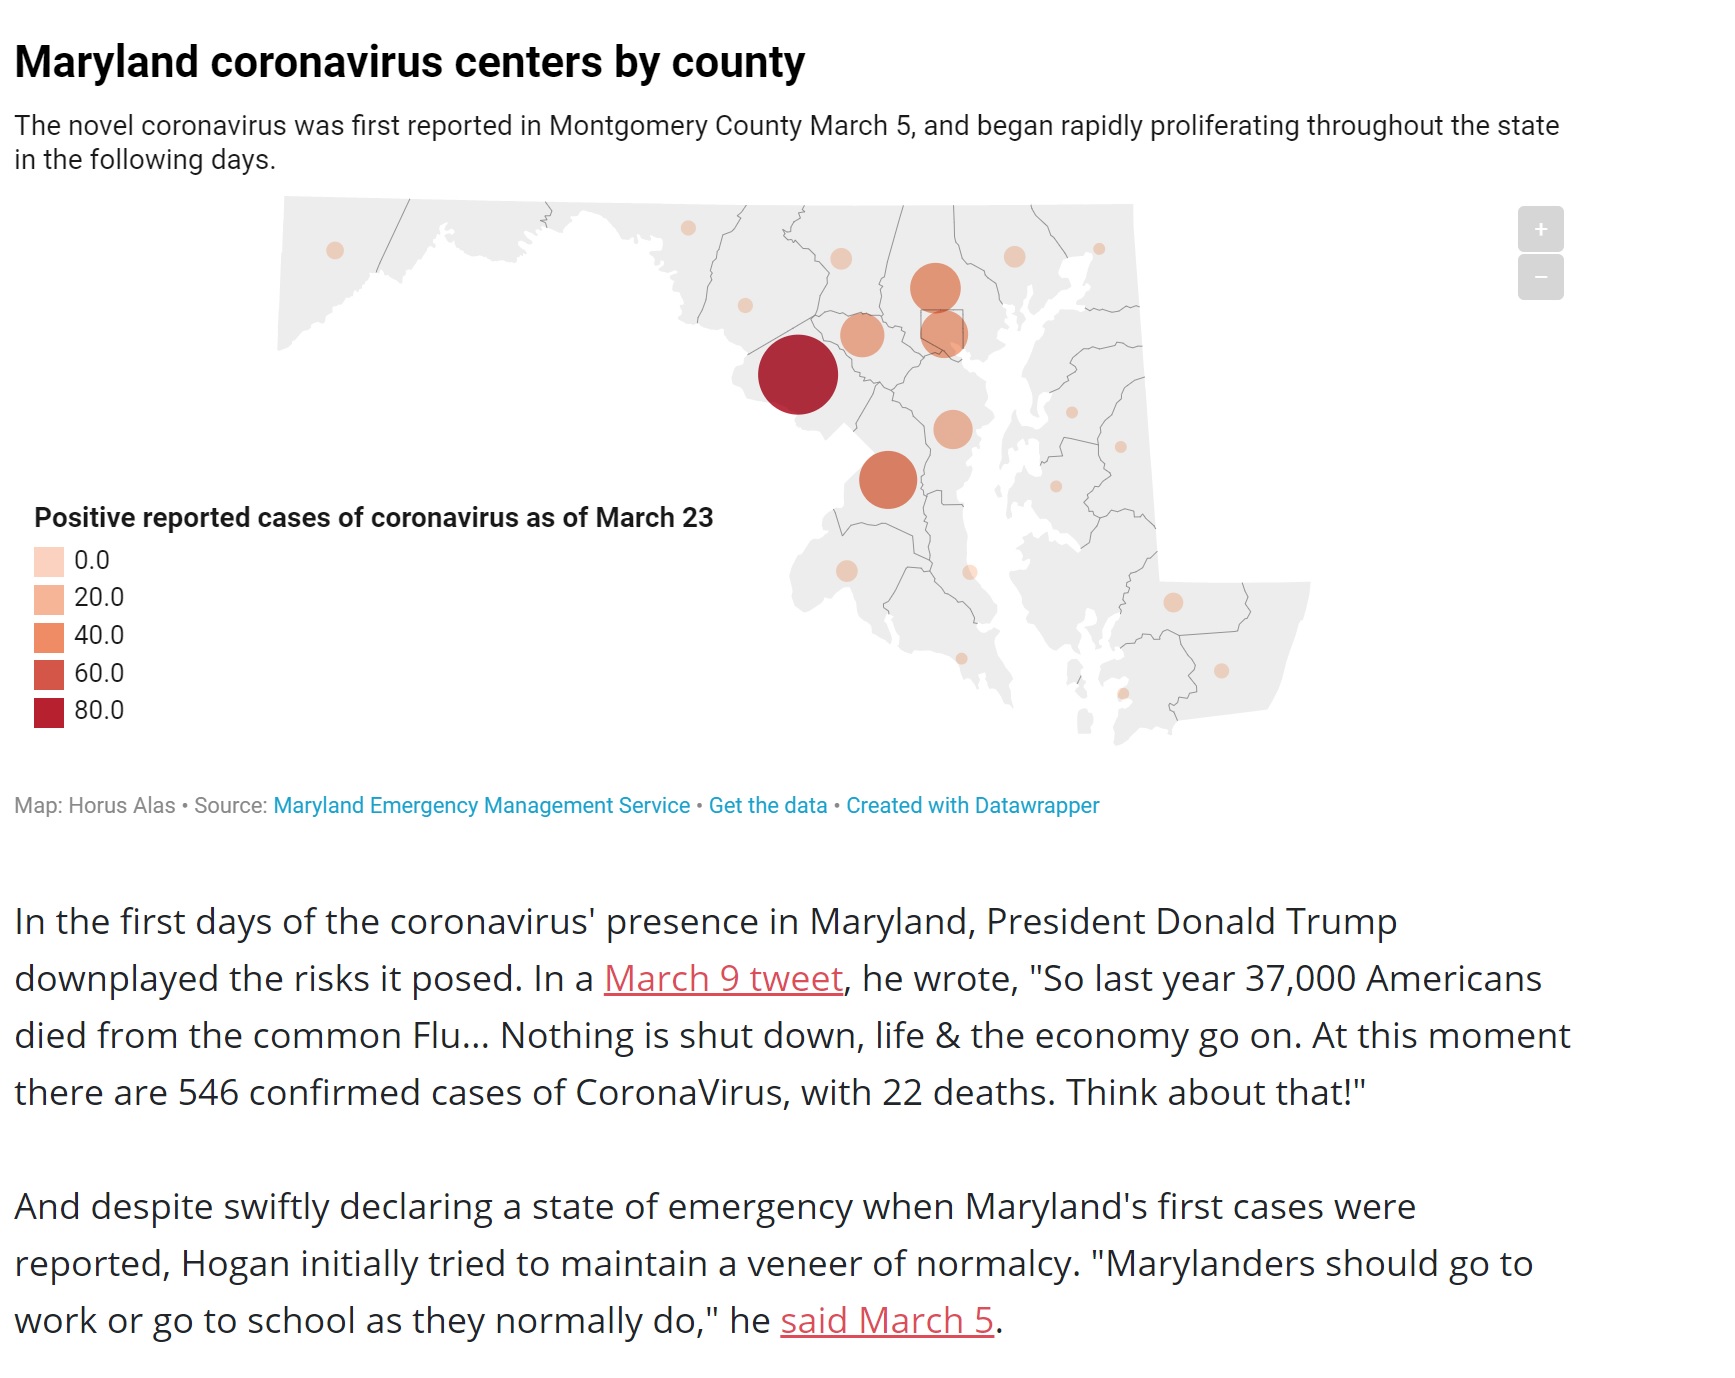 Maryland coronavirus centers by county
The novel coronavirus was first reported in Montgomery County March 5, and began rapidly proliferating throughout the state
in the following days.
+
−
Positive reported cases of coronavirus as of March 23
0.0
20.0
40.0
60.0
80.0
Map: Horus Alas • Source: Maryland Emergency Management Service • Get the data • Created with Datawrapper
In the first days of the coronavirus' presence in Maryland, President Donald Trump
downplayed the risks it posed. In a March 9 tweet, he wrote, "So last year 37,000 Americans
died from the common Flu... Nothing is shut down, life & the economy go on. At this moment
there are 546 confirmed cases of CoronaVirus, with 22 deaths. Think about that!"
And despite swiftly declaring a state of emergency when Maryland's first cases were
reported, Hogan initially tried to maintain a veneer of normalcy. "Marylanders should go to
work or go to school as they normally do," he said March 5.